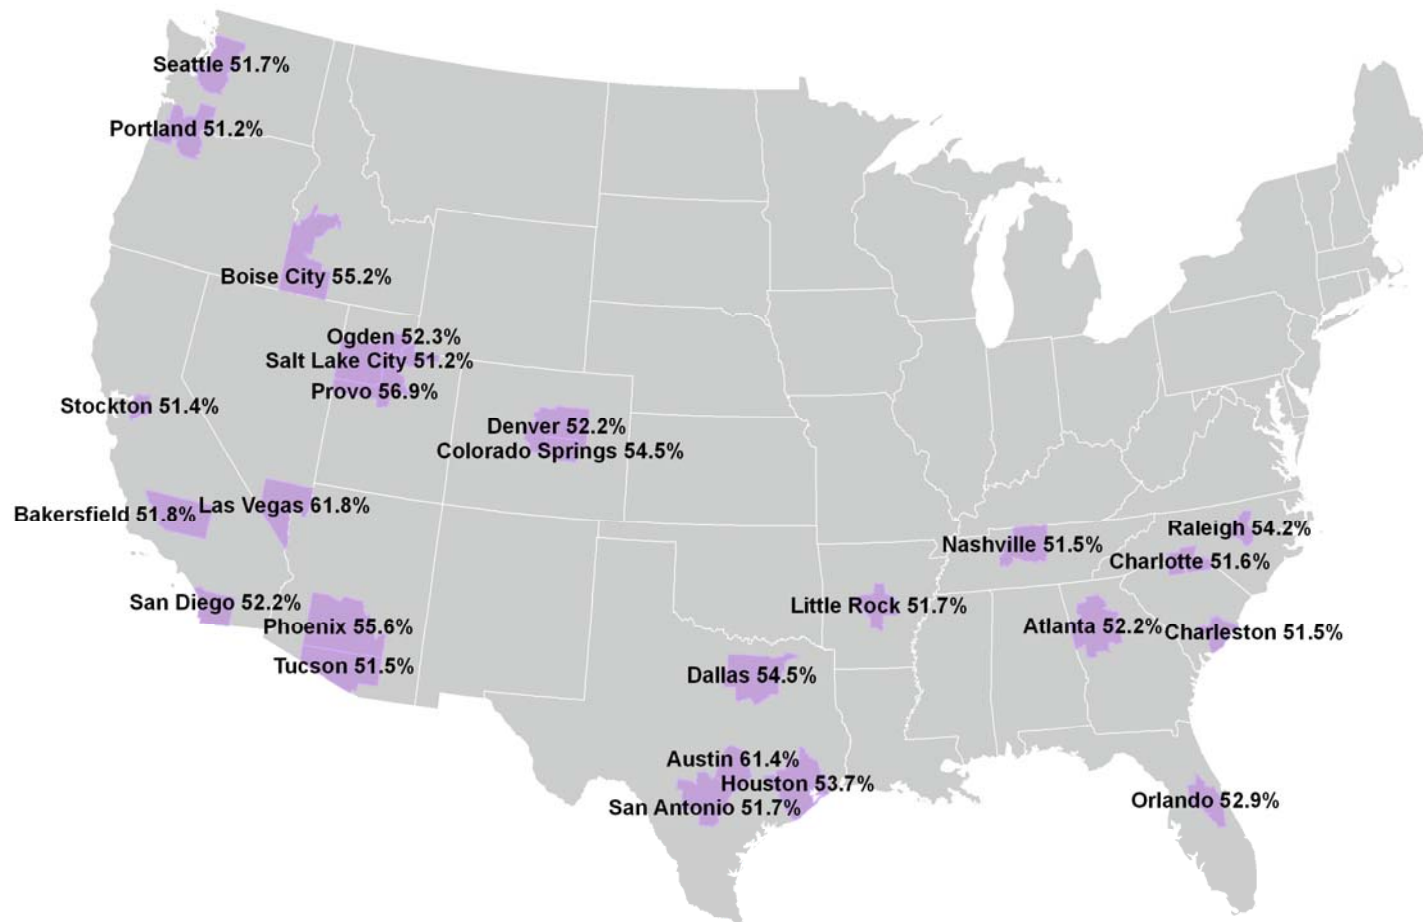 Seattle 51.7%
Portland 51.2%
Boise City 55.2%
Ogden 52.3%
Salt Lake City 51.2%
Provo 56.9%
Stockton 51.4%
Denver 52.2%
Colorado Springs 54.5%
Las Vegas 61.8%
Bakersfield 51.8%
Raleigh 54.2%
Nashville 51.5%
Charlotte 51.6%
San Diego 52.2%
Little Rock 51.7%
Phoenix 55.6%
Atlanta 52.2%
Charleston 51.5%
Tucson 51.5%
Dallas 54.5%
Austin 61.4%
Houston 53.7%
San Antonio 51.7%
Orlando 52.9%